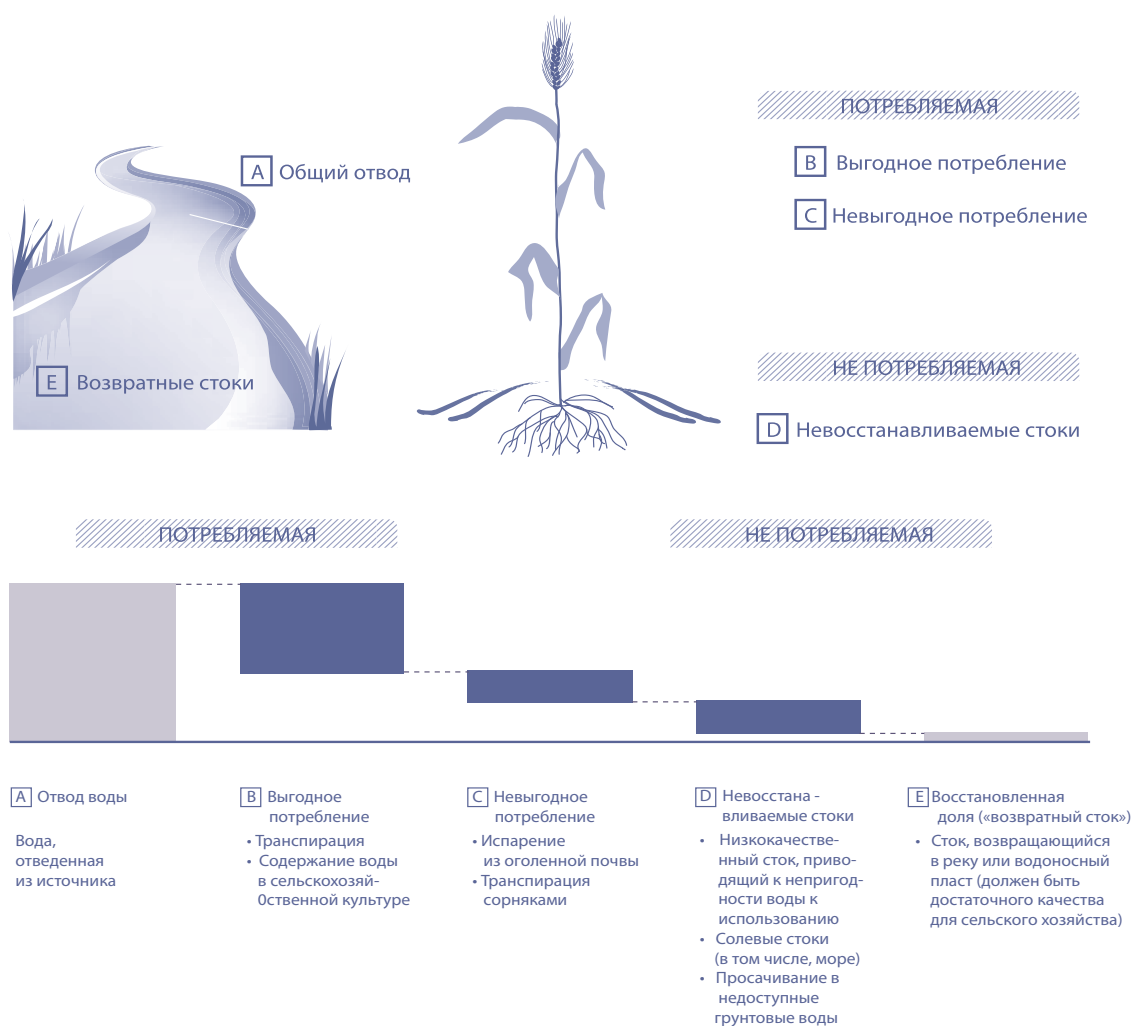 A Общий отвод
E Возвратные стоки
ПОТРЕБЛЯЕМАЯ
B Выгодное потребление
C Невыгодное потребление
НЕ ПОТРЕБЛЯЕМАЯ
D Невосстанавливаемые стоки
ПОТРЕБЛЯЕМАЯ
НЕ ПОТРЕБЛЯЕМАЯ
A Отвод воды
Вода,
отведенная
из источника
B Выгодное
потребление
• Транспирация
• Содержание воды
в сельскохозяй-
0ственной культуре
C Невыгодное
потребление
• Испарение
из оголенной почвы
• Транспирация
сорняками
D Невосстана -
вливаемые стоки
• Низкокачестве-
нный сток, приво-
дящий к непригод-
ности воды к
использованию
• Солевые стоки
(в том числе, море)
• Просачивание в
недоступные
грунтовые воды
E Восстановленная
доля («возвратный сток»)
• Сток, возвращающийся
в реку или водоносный
пласт (должен быть
достаточного качества
для сельского хозяйства)